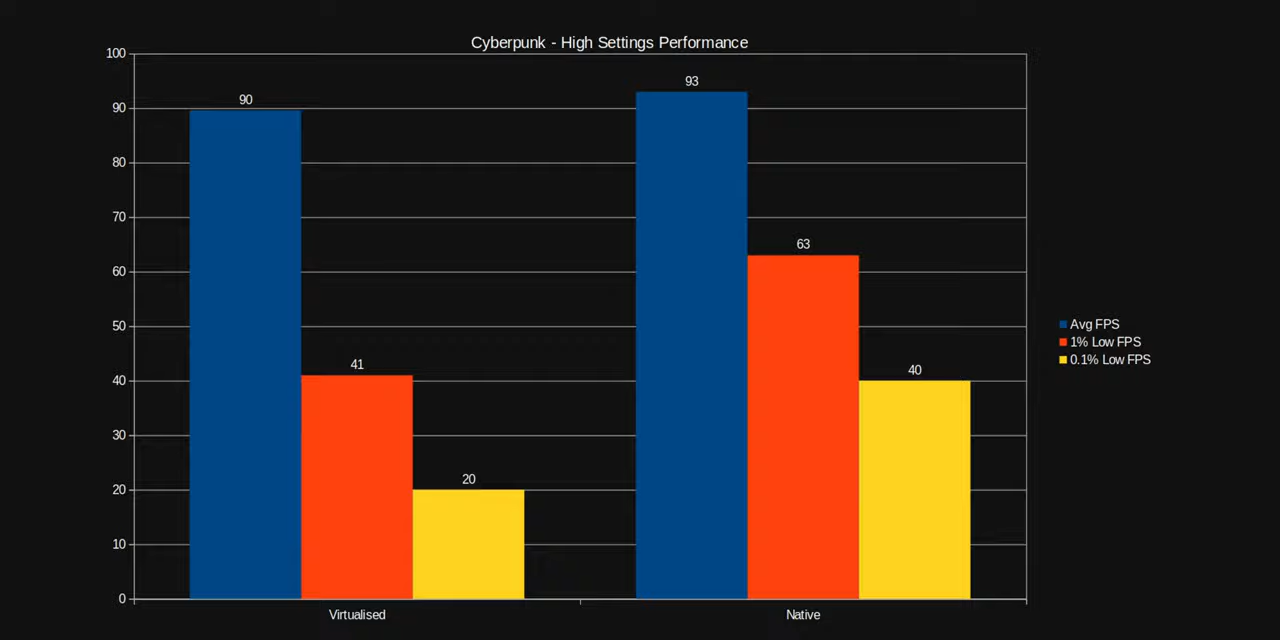 Cyberpunk - High Settings Performance
100
90
80
70
60
50
40
30
20
10
0
90
41
20
93
63
40
Virtualised
Native
Avg FPS
1% Low FPS
0.1% Low FPS